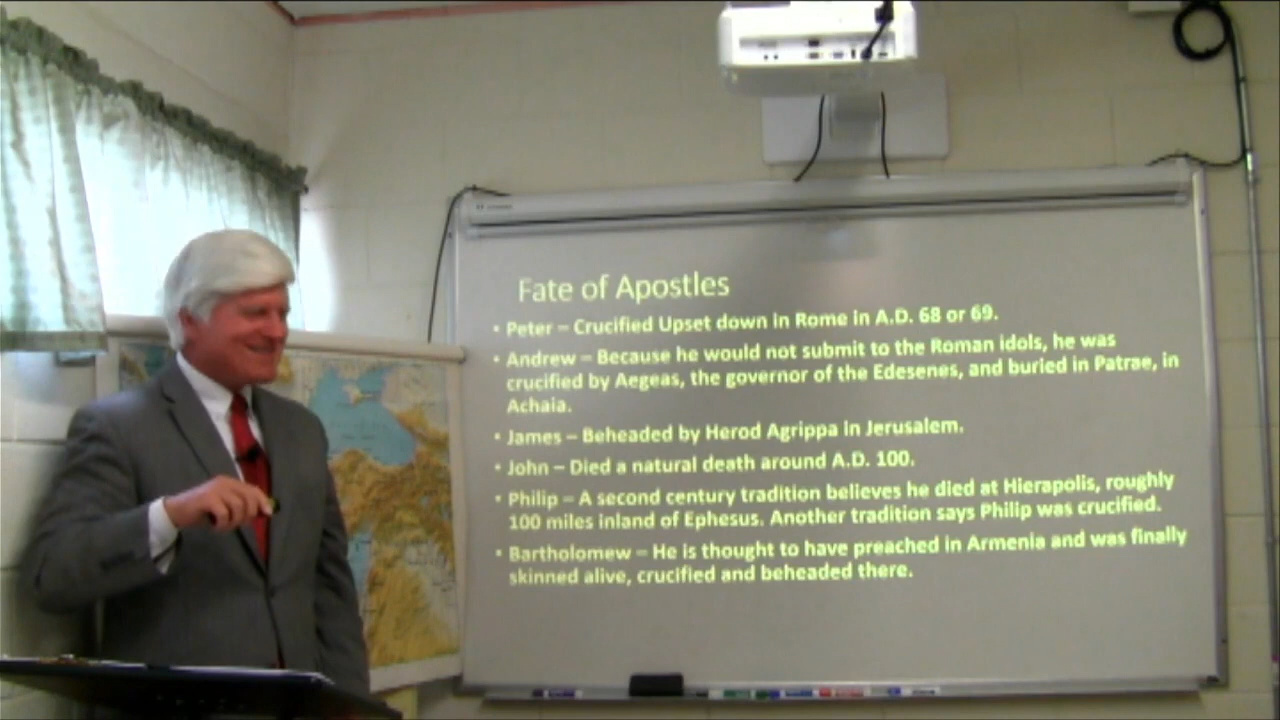 Fate of Apostles
• Peter – Crucified Upset down in Rome in A.D. 68 or 69.
• Andrew – Because he would not submit to the Roman idols, he was
crucified by Aegeas, the governor of the Edesenes, and buried in Patrae, in
Achaia.
• James – Beheaded by Herod Agrippa in Jerusalem.
• John – Died a natural death around A.D. 100.
• Philip – A second century tradition believes he died at Hierapolis, roughly
100 miles inland of Ephesus. Another tradition says Philip was crucified.
• Bartholomew – He is thought to have preached in Armenia and was finally
skinned alive, crucified and beheaded there.